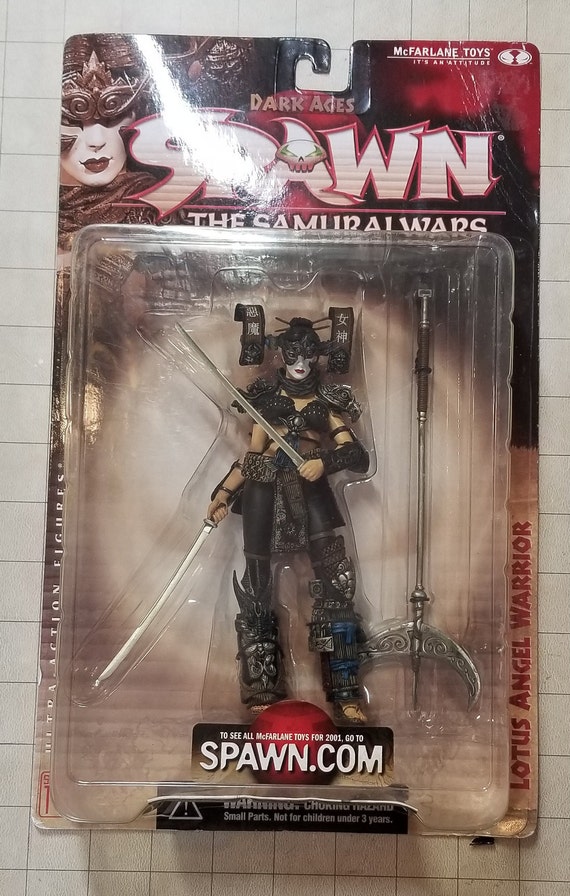 McFARLANE TOYS
IT'S AN ATTITUDE
DARK AGES
SPAWN
THE SAMURAI WARS
悪魔
女神
ULTRA-ACTION FIGURES
LOTUS ANGEL WARRIOR
TO SEE ALL McFARLANE TOYS FOR 2001, GO TO
SPAWN.COM
WARNING: CHOKING HAZARD
Small Parts. Not for children under 3 years.